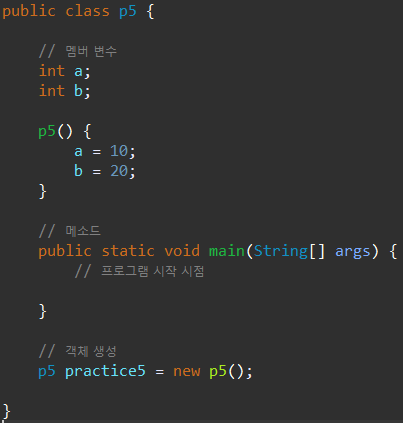 public class p5 {
// 멤버 변수
int a;
int b;
p5() {
a = 10;
b = 20;
}
// 메소드
public static void main(String[] args) {
// 프로그램 시작 시점
}
// 객체 생성
p5 practice5 = new p5();
}